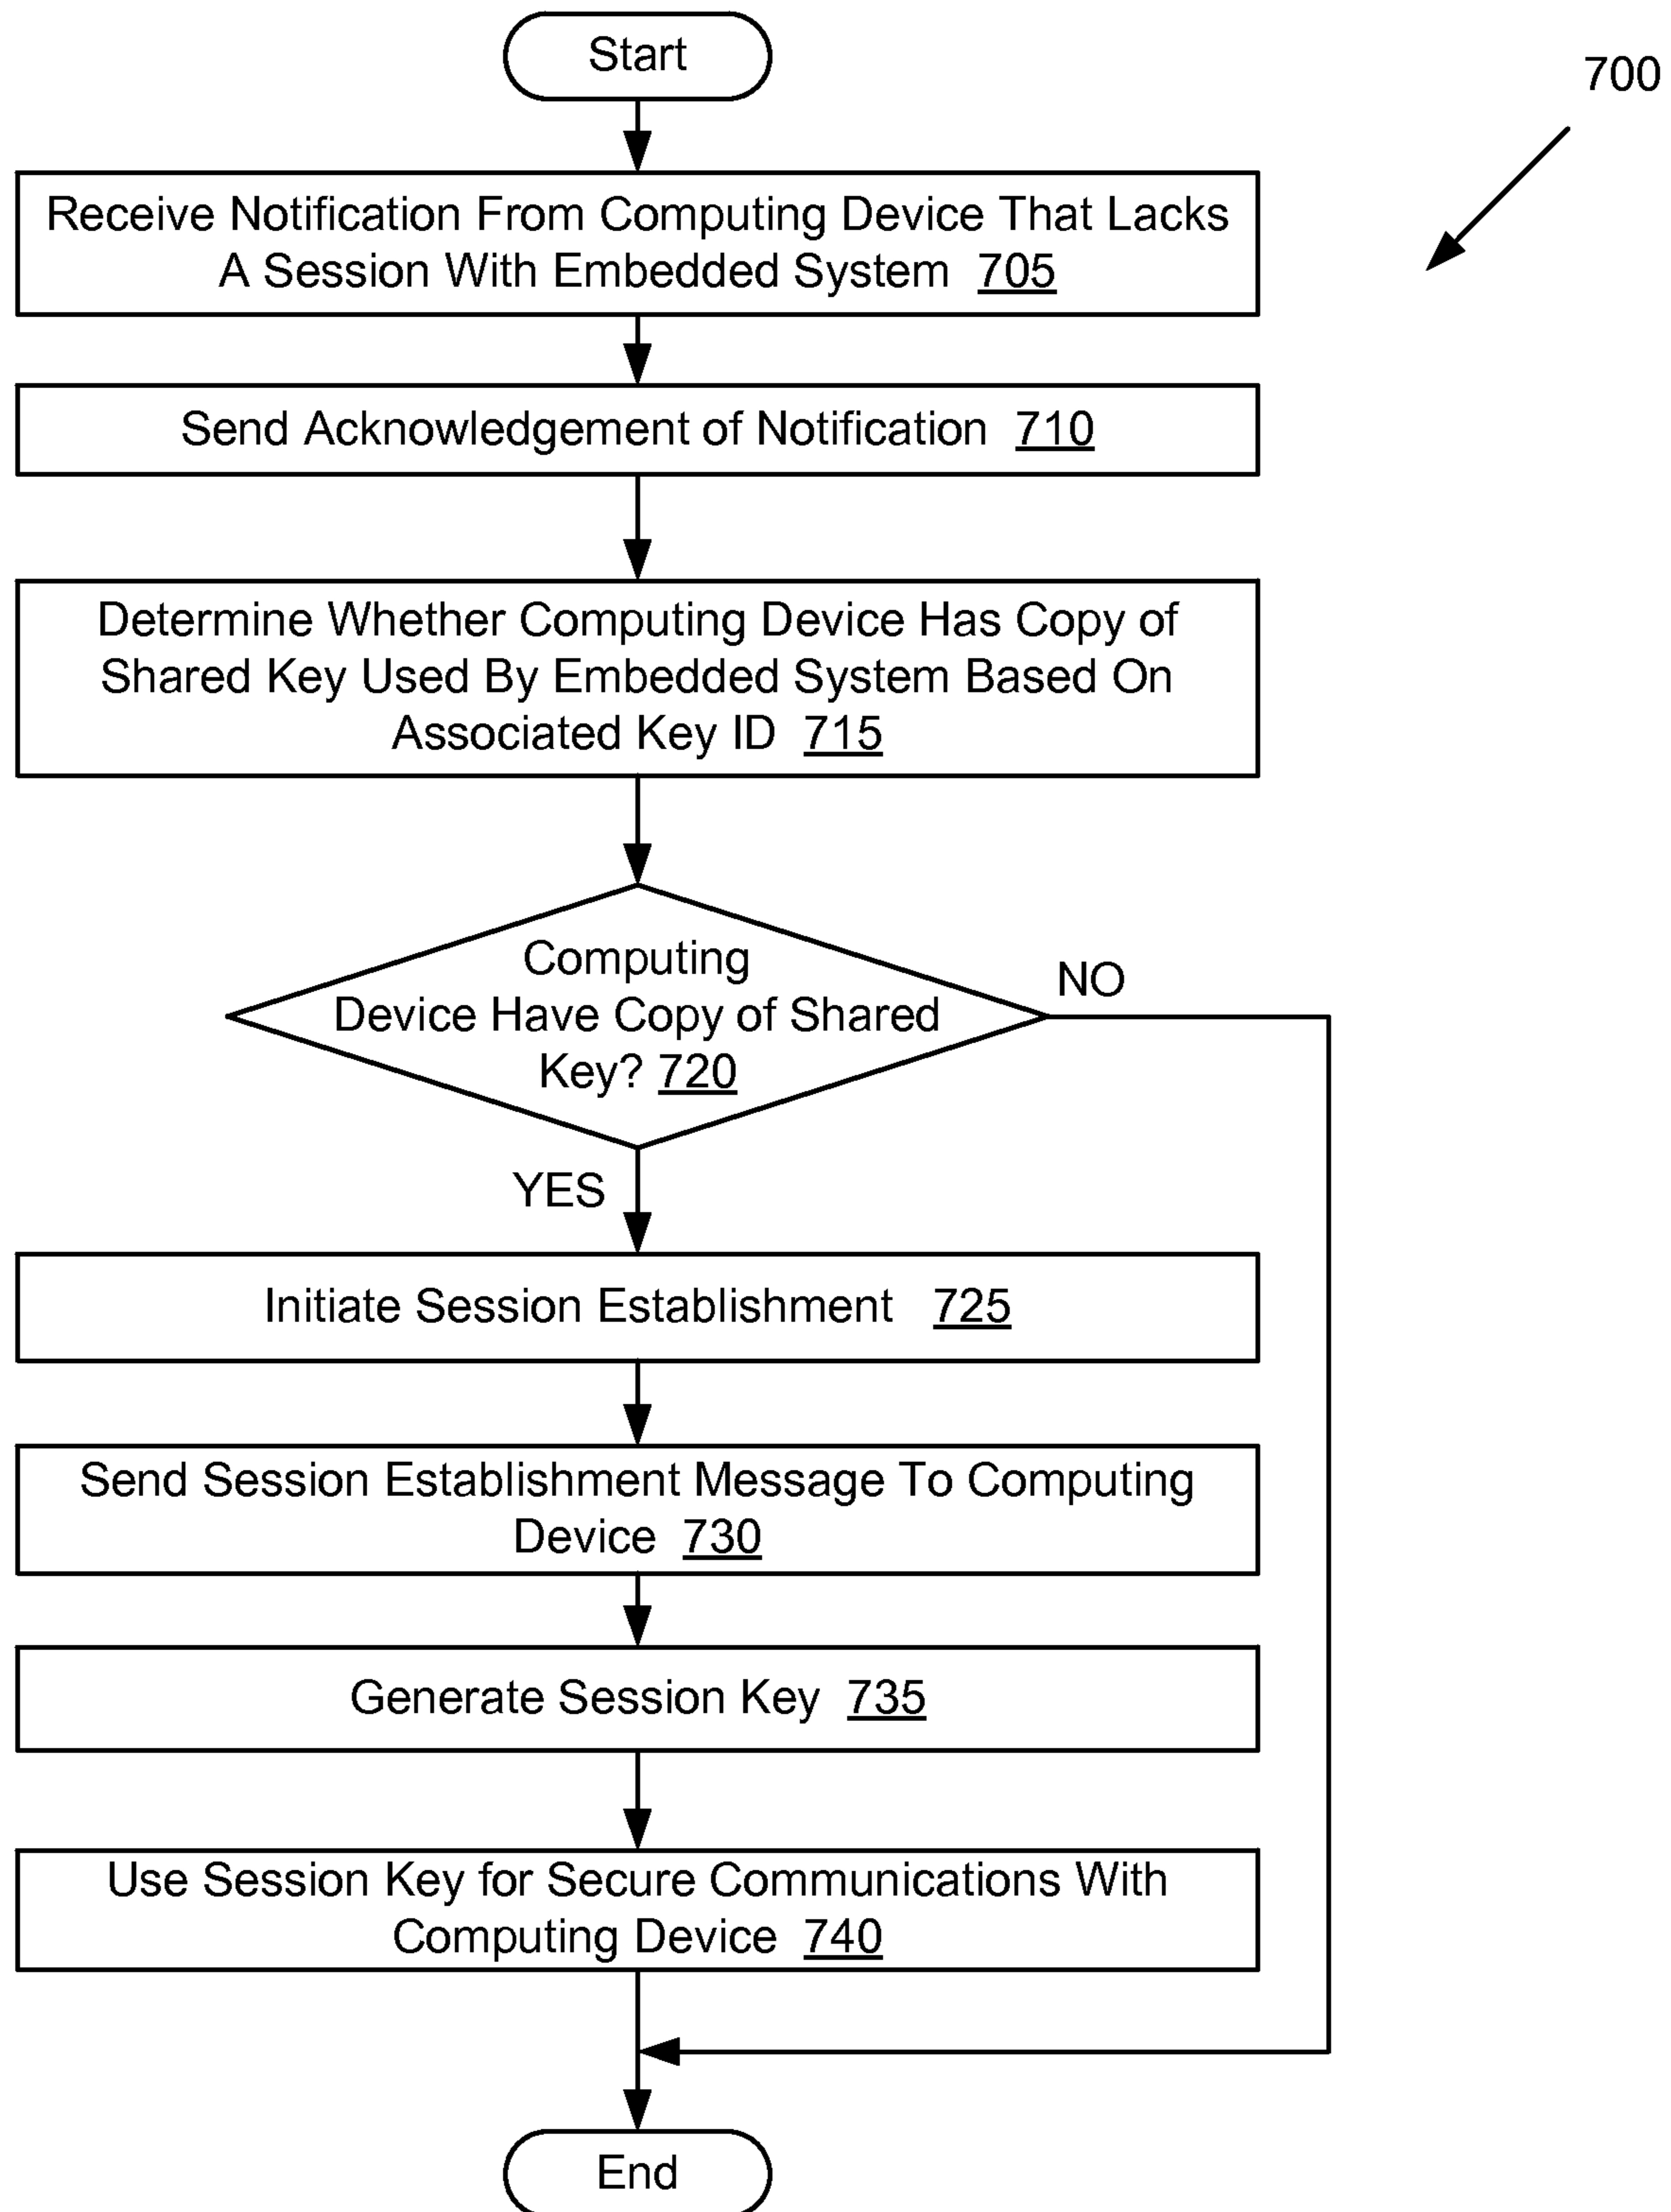 Start
700
Receive Notification From Computing Device That Lacks
A Session With Embedded System 705
Send Acknowledgement of Notification 710
Determine Whether Computing Device Has Copy of
Shared Key Used By Embedded System Based On
Associated Key ID 715
Computing
Device Have Copy of Shared
Key? 720
NO
YES
Initiate Session Establishment 725
Send Session Establishment Message To Computing
Device 730
Generate Session Key 735
Use Session Key for Secure Communications With
Computing Device 740
End